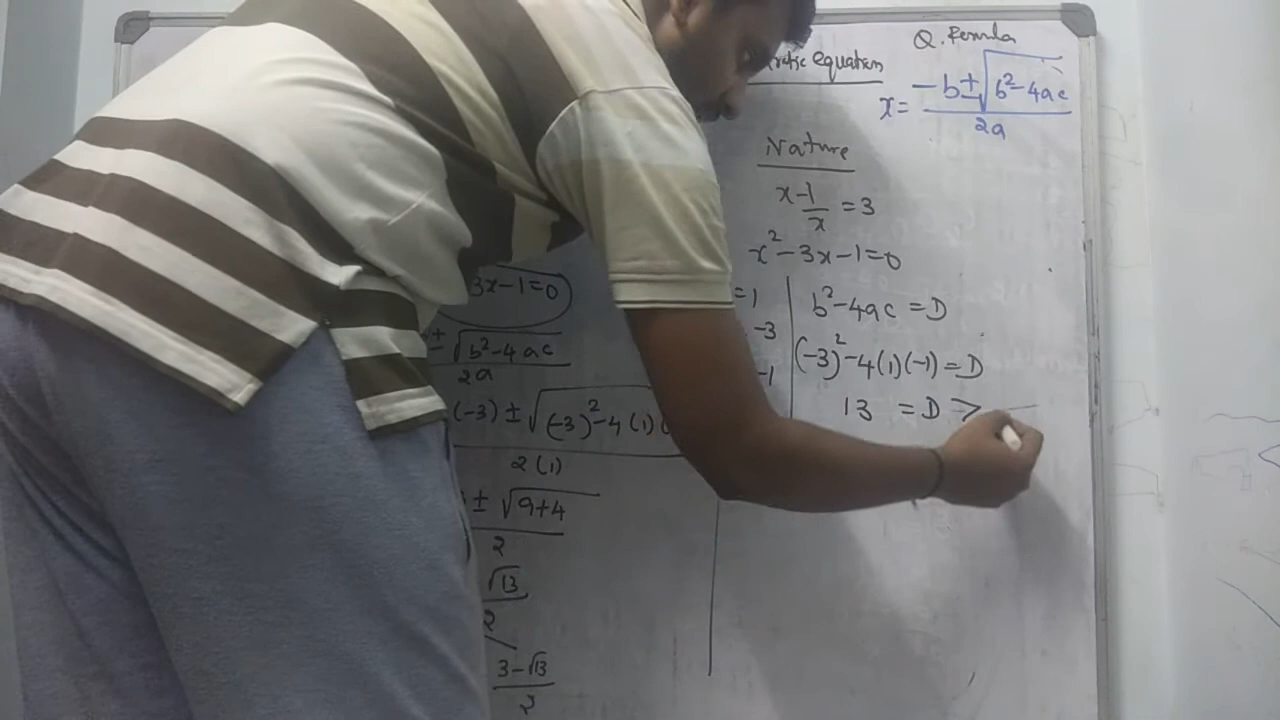 Q. Formula
equation
x = -b ± √b² - 4ac / 2a
Nature
x - 1/x = 3
x² - 3x - 1 = 0
= 1
-3
-1
b² - 4ac = D
(-3)² - 4(1)(-1) = D
13 = D >
3x - 1 = 0
± √b² - 4ac / 2a
(-3) ± √(-3)² - 4(1)(
2(1)
± √9+4 / 2
√13 / 2
3 - √13 / 2